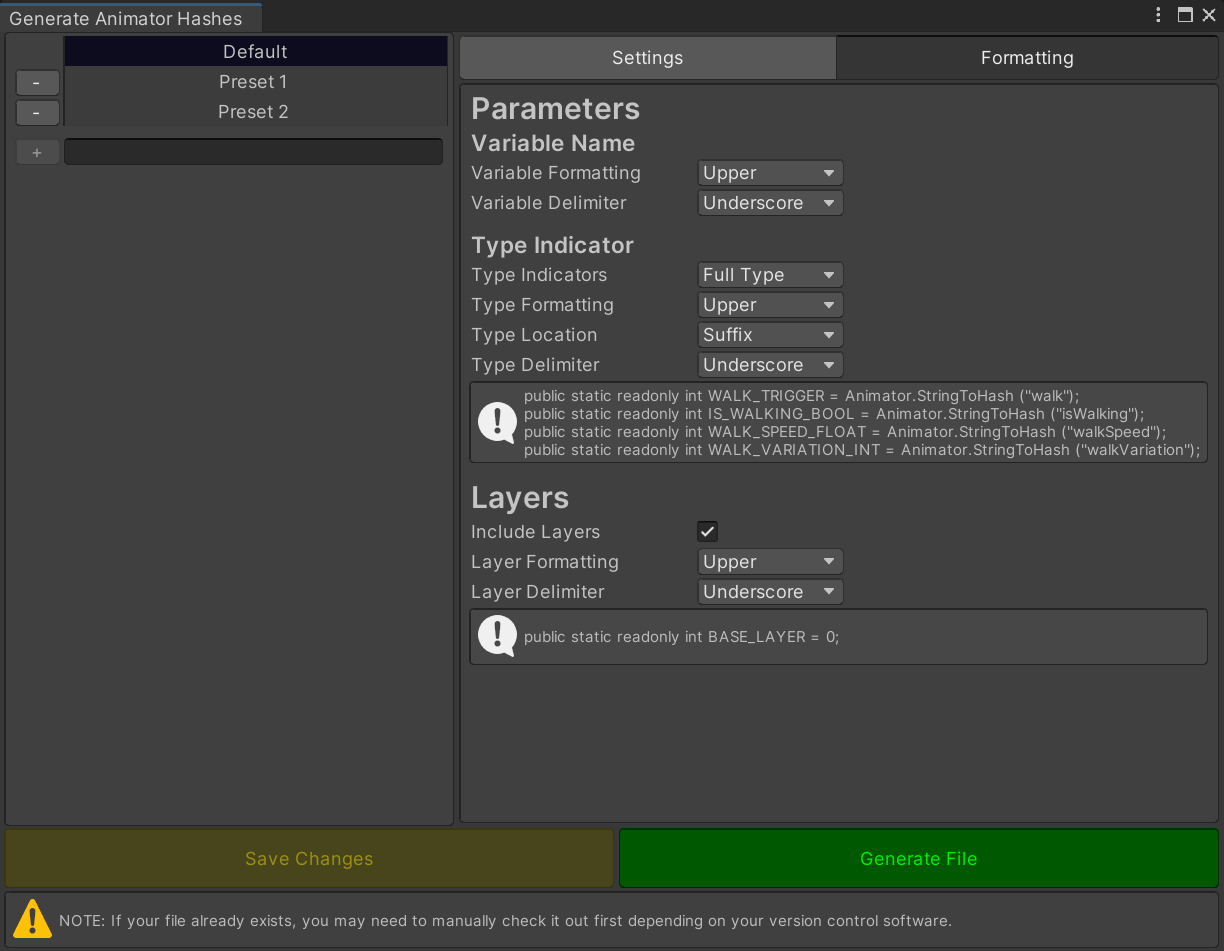 Generate Animator Hashes
Default
- Preset 1
- Preset 2
+
Settings
Formatting
Parameters
Variable Name
Variable Formatting Upper
Variable Delimiter Underscore
Type Indicator
Type Indicators Full Type
Type Formatting Upper
Type Location Suffix
Type Delimiter Underscore
public static readonly int WALK_TRIGGER = Animator.StringToHash ("walk");
public static readonly int IS_WALKING_BOOL = Animator.StringToHash ("isWalking");
public static readonly int WALK_SPEED_FLOAT = Animator.StringToHash ("walkSpeed");
public static readonly int WALK_VARIATION_INT = Animator.StringToHash ("walkVariation");
Layers
Include Layers
Layer Formatting Upper
Layer Delimiter Underscore
public static readonly int BASE_LAYER = 0;
Save Changes
Generate File
NOTE: If your file already exists, you may need to manually check it out first depending on your version control software.